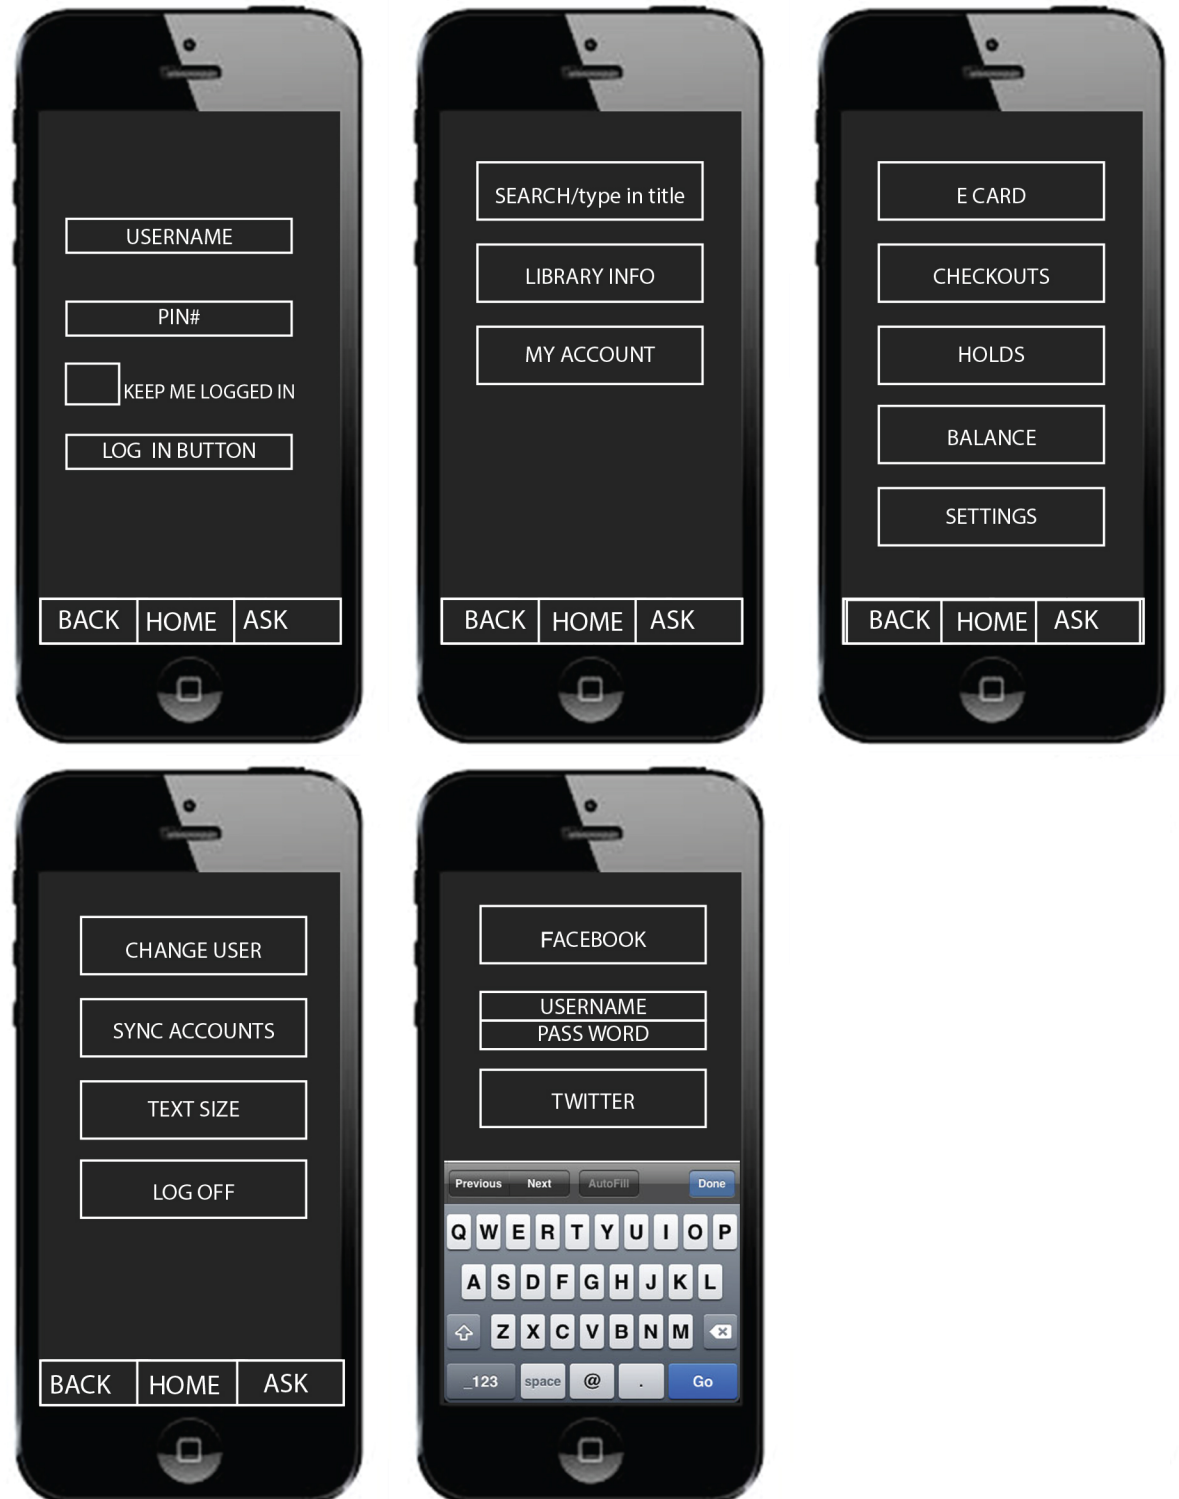 USERNAME
PIN#
KEEP ME LOGGED IN
LOG IN BUTTON
BACK HOME ASK
SEARCH/type in title
LIBRARY INFO
MY ACCOUNT
BACK HOME ASK
E CARD
CHECKOUTS
HOLDS
BALANCE
SETTINGS
BACK HOME ASK
CHANGE USER
SYNC ACCOUNTS
TEXT SIZE
LOG OFF
BACK HOME ASK
FACEBOOK
USERNAME
PASS WORD
TWITTER
Previous Next AutoFill Done
Q W E R T Y U I O P
A S D F G H J K L
Z X C V B N M
_123 space @ . Go